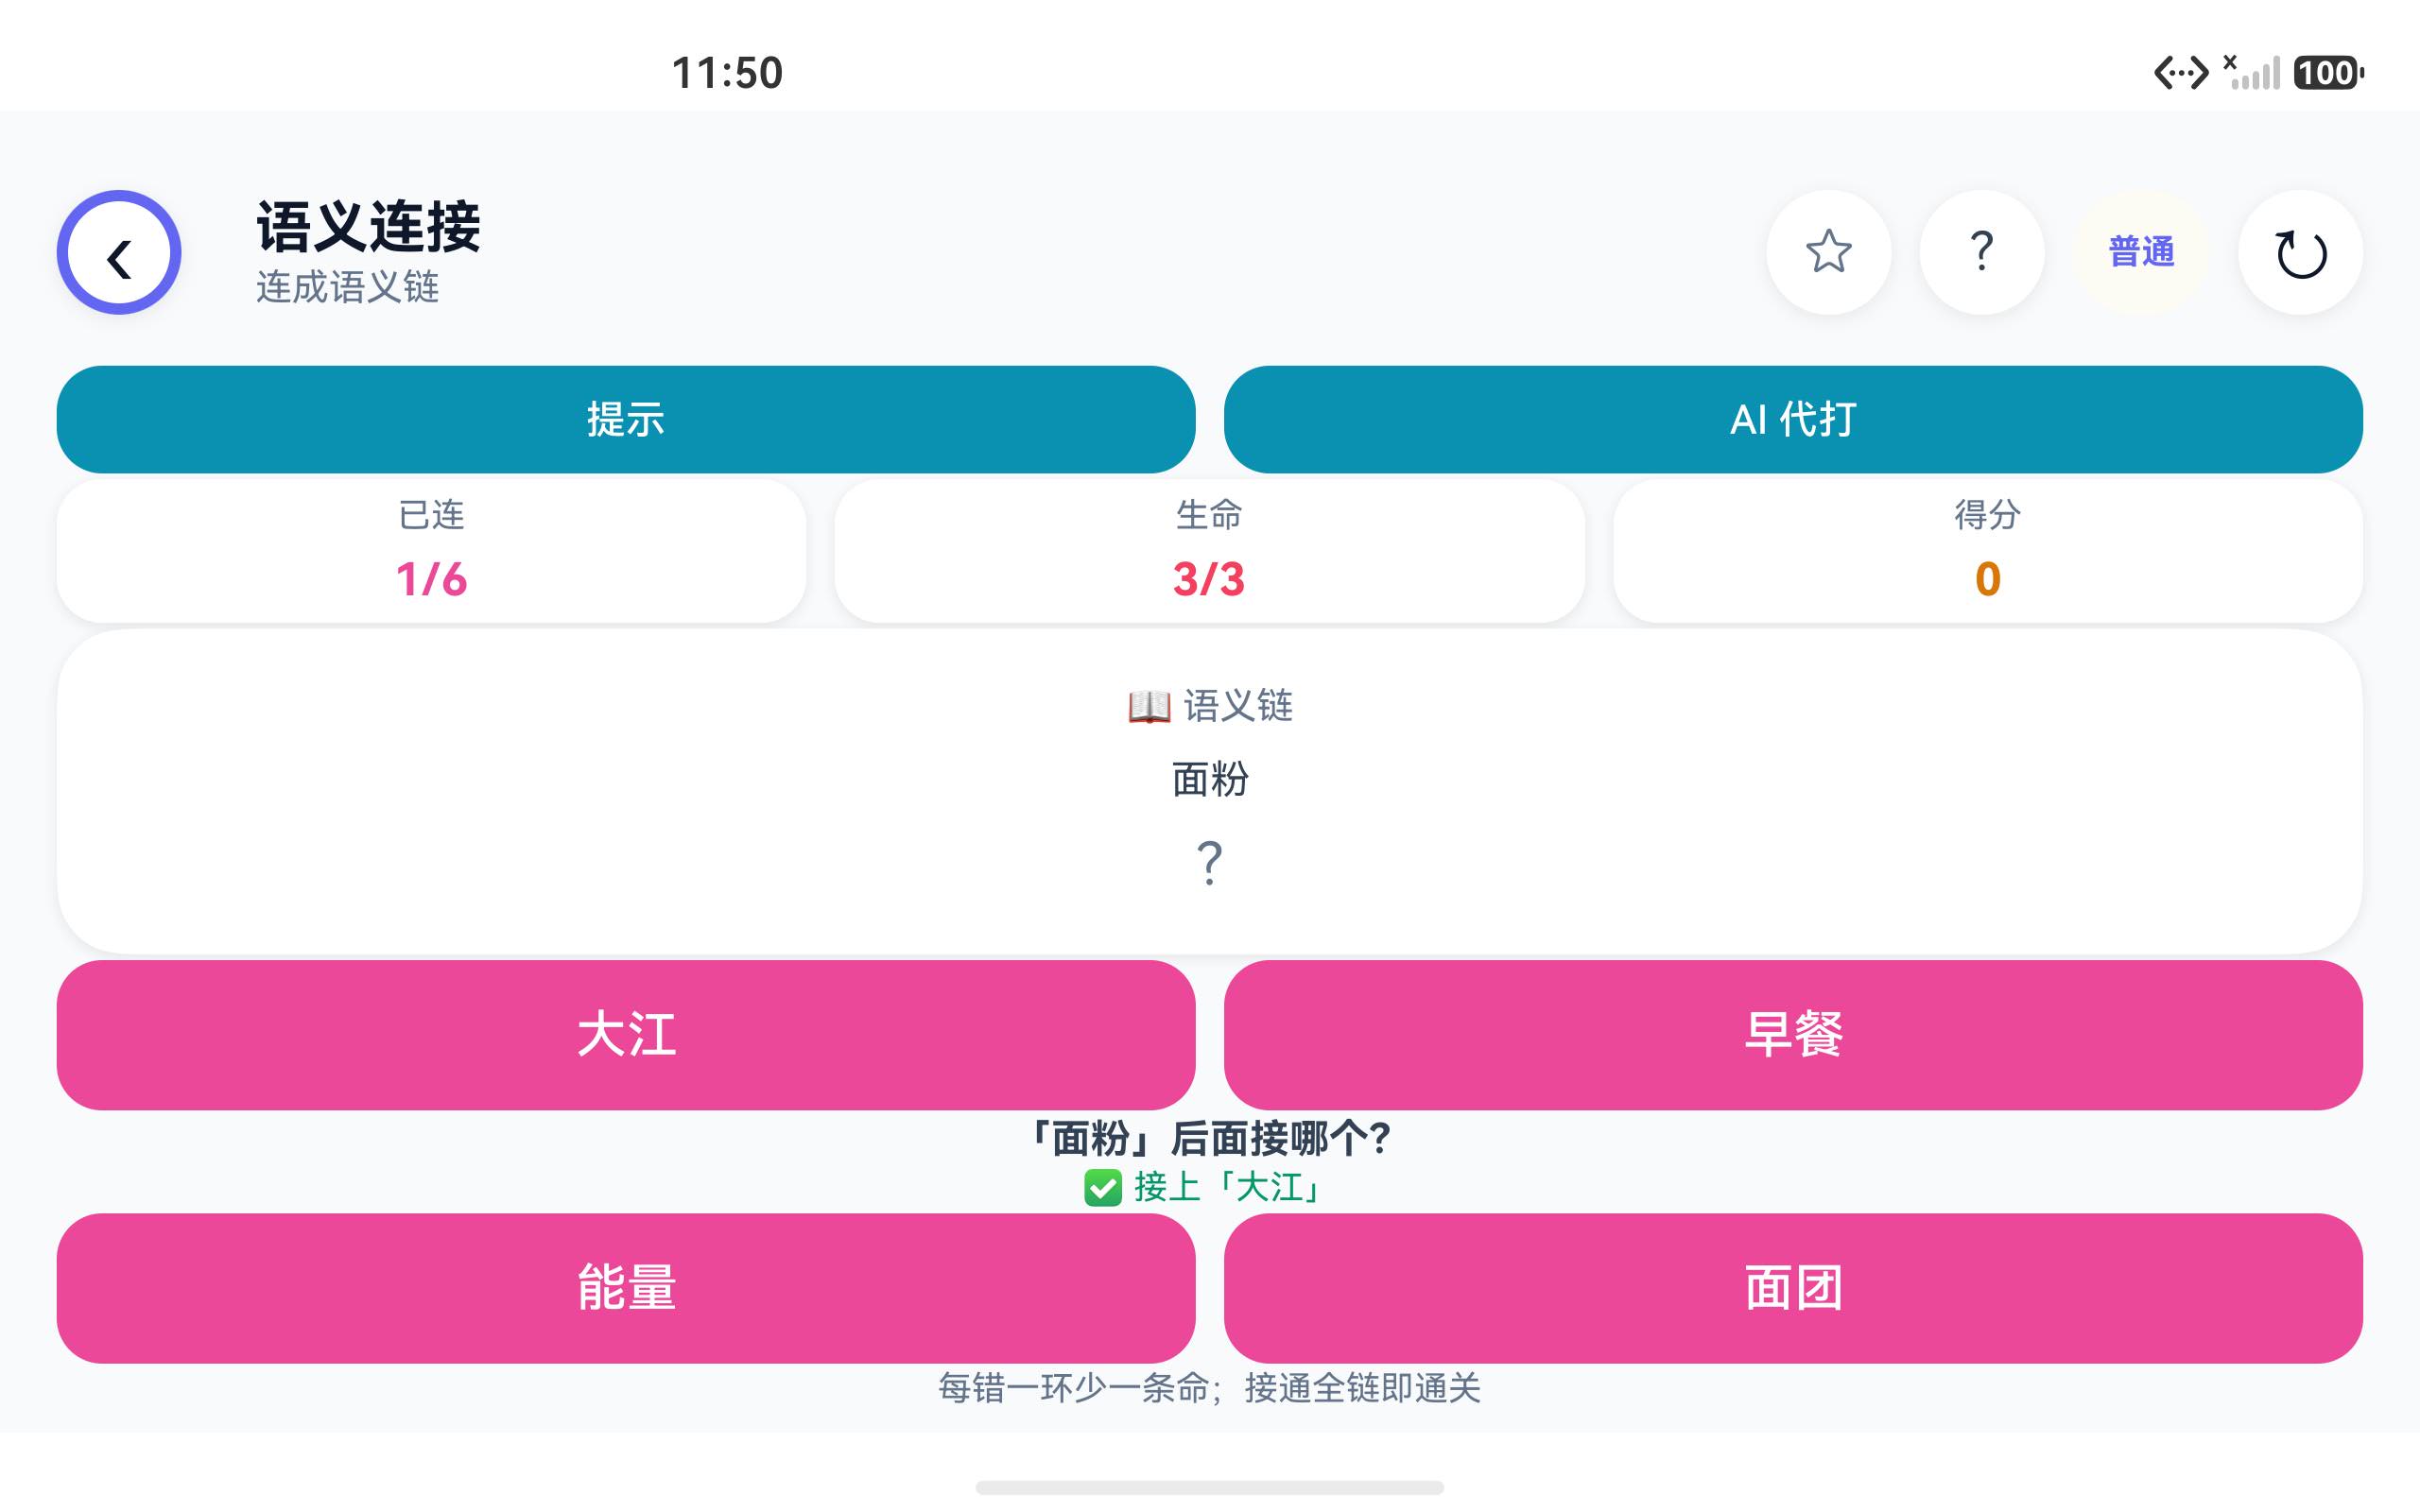 11:50
100
语义连接
连成语义链
?
普通
提示
AI 代打
已连
生命
得分
1/6
3/3
0
语义链
面粉
?
大江
早餐
「面粉」后面接哪个?
接上「大江」
能量
面团
每错一环少一条命；接通全链即通关